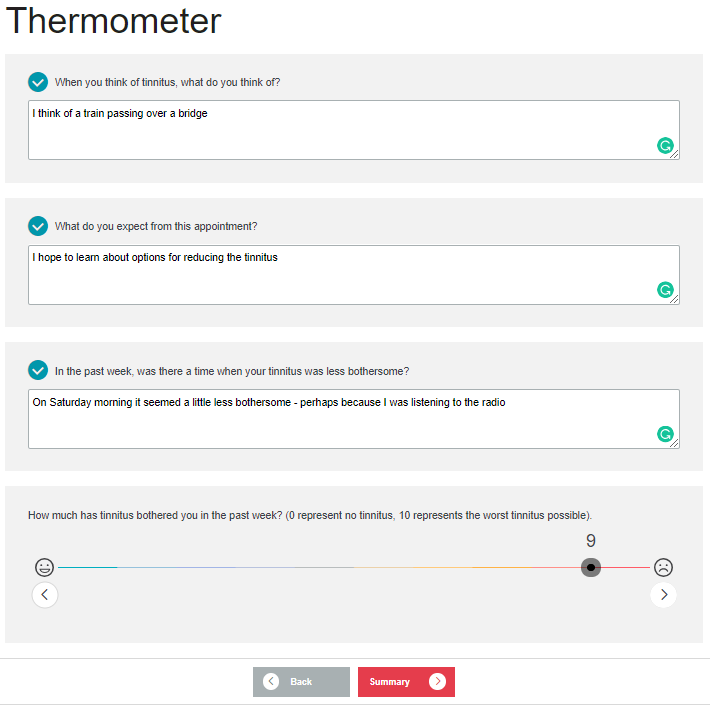 Thermometer
When you think of tinnitus, what do you think of?
I think of a train passing over a bridge
What do you expect from this appointment?
I hope to learn about options for reducing the tinnitus
In the past week, was there a time when your tinnitus was less bothersome?
On Saturday morning it seemed a little less bothersome - perhaps because I was listening to the radio
How much has tinnitus bothered you in the past week? (0 represent no tinnitus, 10 represents the worst tinnitus possible).
9
Back
Summary